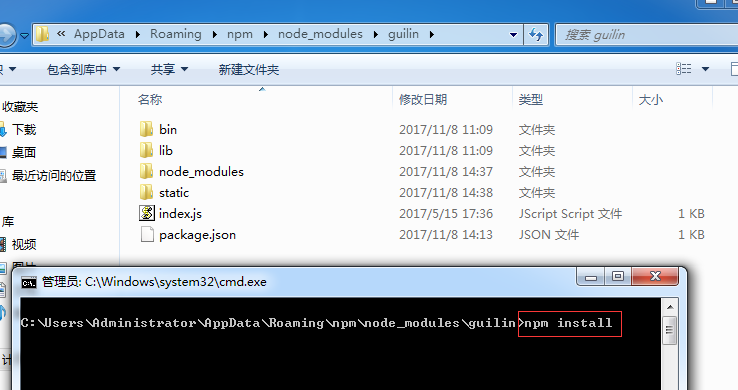 « AppData Roaming npm node_modules guilin 搜索 guilin
包含到库中 共享 新建文件夹
名称 修改日期 类型 大小
收藏夹
下载
桌面
最近访问的位置
库
视频
bin 2017/11/8 11:09 文件夹
lib 2017/11/8 11:09 文件夹
node_modules 2017/11/8 14:37 文件夹
static 2017/11/8 14:38 文件夹
index.js 2017/5/15 17:36 JScript Script 文件 1 KB
package.json 2017/11/8 14:13 JSON 文件 1 KB
管理员: C:\Windows\system32\cmd.exe
C:\Users\Administrator\AppData\Roaming\npm\node_modules\guilin>npm install